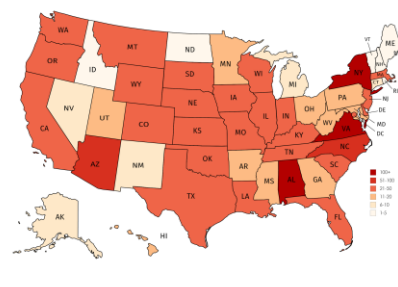 WA
MT
ND
MN
VT
ME
OR
ID
SD
WI
MI
NH
NY
WY
NE
IA
PA
NJ
NV
UT
CO
IL
IN
OH
DE
MD
DC
CA
KS
MO
KY
WV
VA
AZ
NM
OK
AR
TN
NC
SC
TX
LA
MS
AL
GA
FL
AK
HI
100+
51-100
21-50
11-20
6-10
1-5